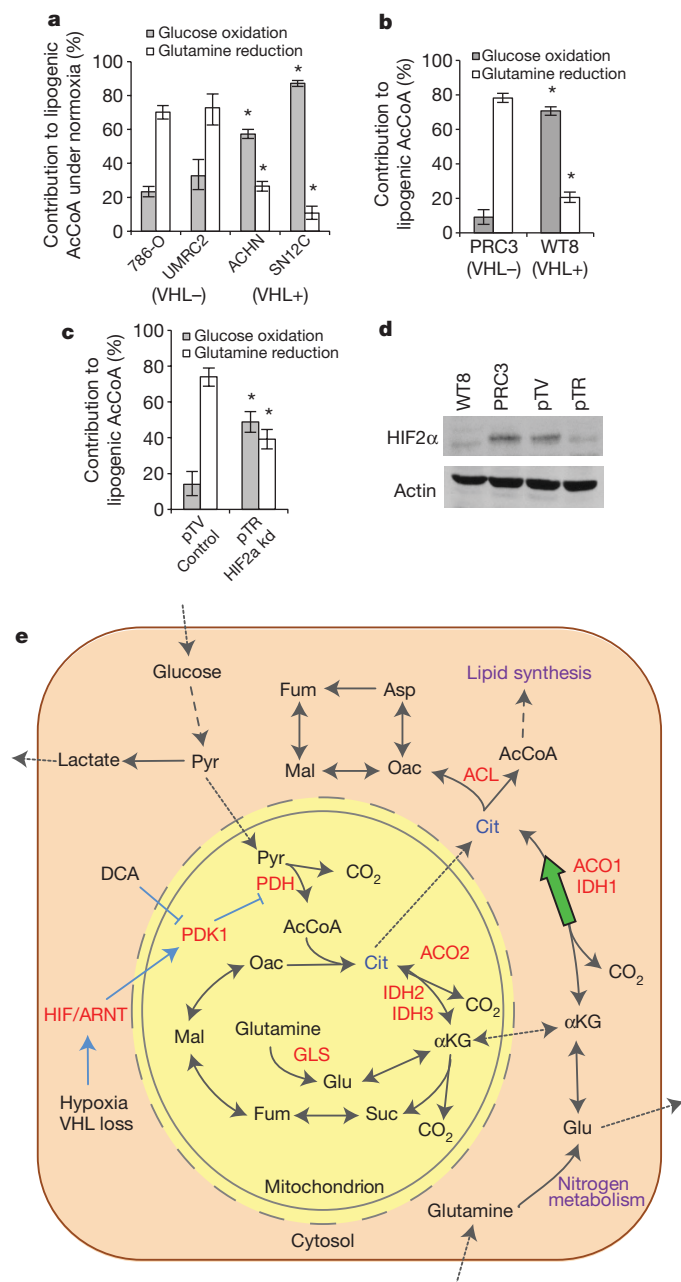 a
Glucose oxidation
Glutamine reduction
Contribution to lipogenic
AcCoA under normoxia (%)
100
80
60
40
20
0
*
*
*
*
786-O
UMRC2
ACHN
SN12C
(VHL–)
(VHL+)
b
Glucose oxidation
Glutamine reduction
Contribution to
lipogenic AcCoA (%)
100
80
60
40
20
0
*
*
PRC3
(VHL–)
WT8
(VHL+)
c
Glucose oxidation
Glutamine reduction
Contribution to
lipogenic AcCoA (%)
100
80
60
40
20
0
*
*
pTV
Control
pTR
HIF2a kd
d
WT8
PRC3
pTV
pTR
HIF2α
Actin
e
Glucose
Lactate
Pyr
Fum
Asp
Mal
Oac
Lipid synthesis
AcCoA
ACL
Cit
ACO1
IDH1
CO2
αKG
Glu
Nitrogen
metabolism
Glutamine
DCA
PDK1
HIF/ARNT
Hypoxia
VHL loss
Pyr
PDH
CO2
AcCoA
Oac
Cit
ACO2
IDH2
IDH3
CO2
αKG
Mal
Glutamine
GLS
Glu
Fum
Suc
CO2
Mitochondrion
Cytosol